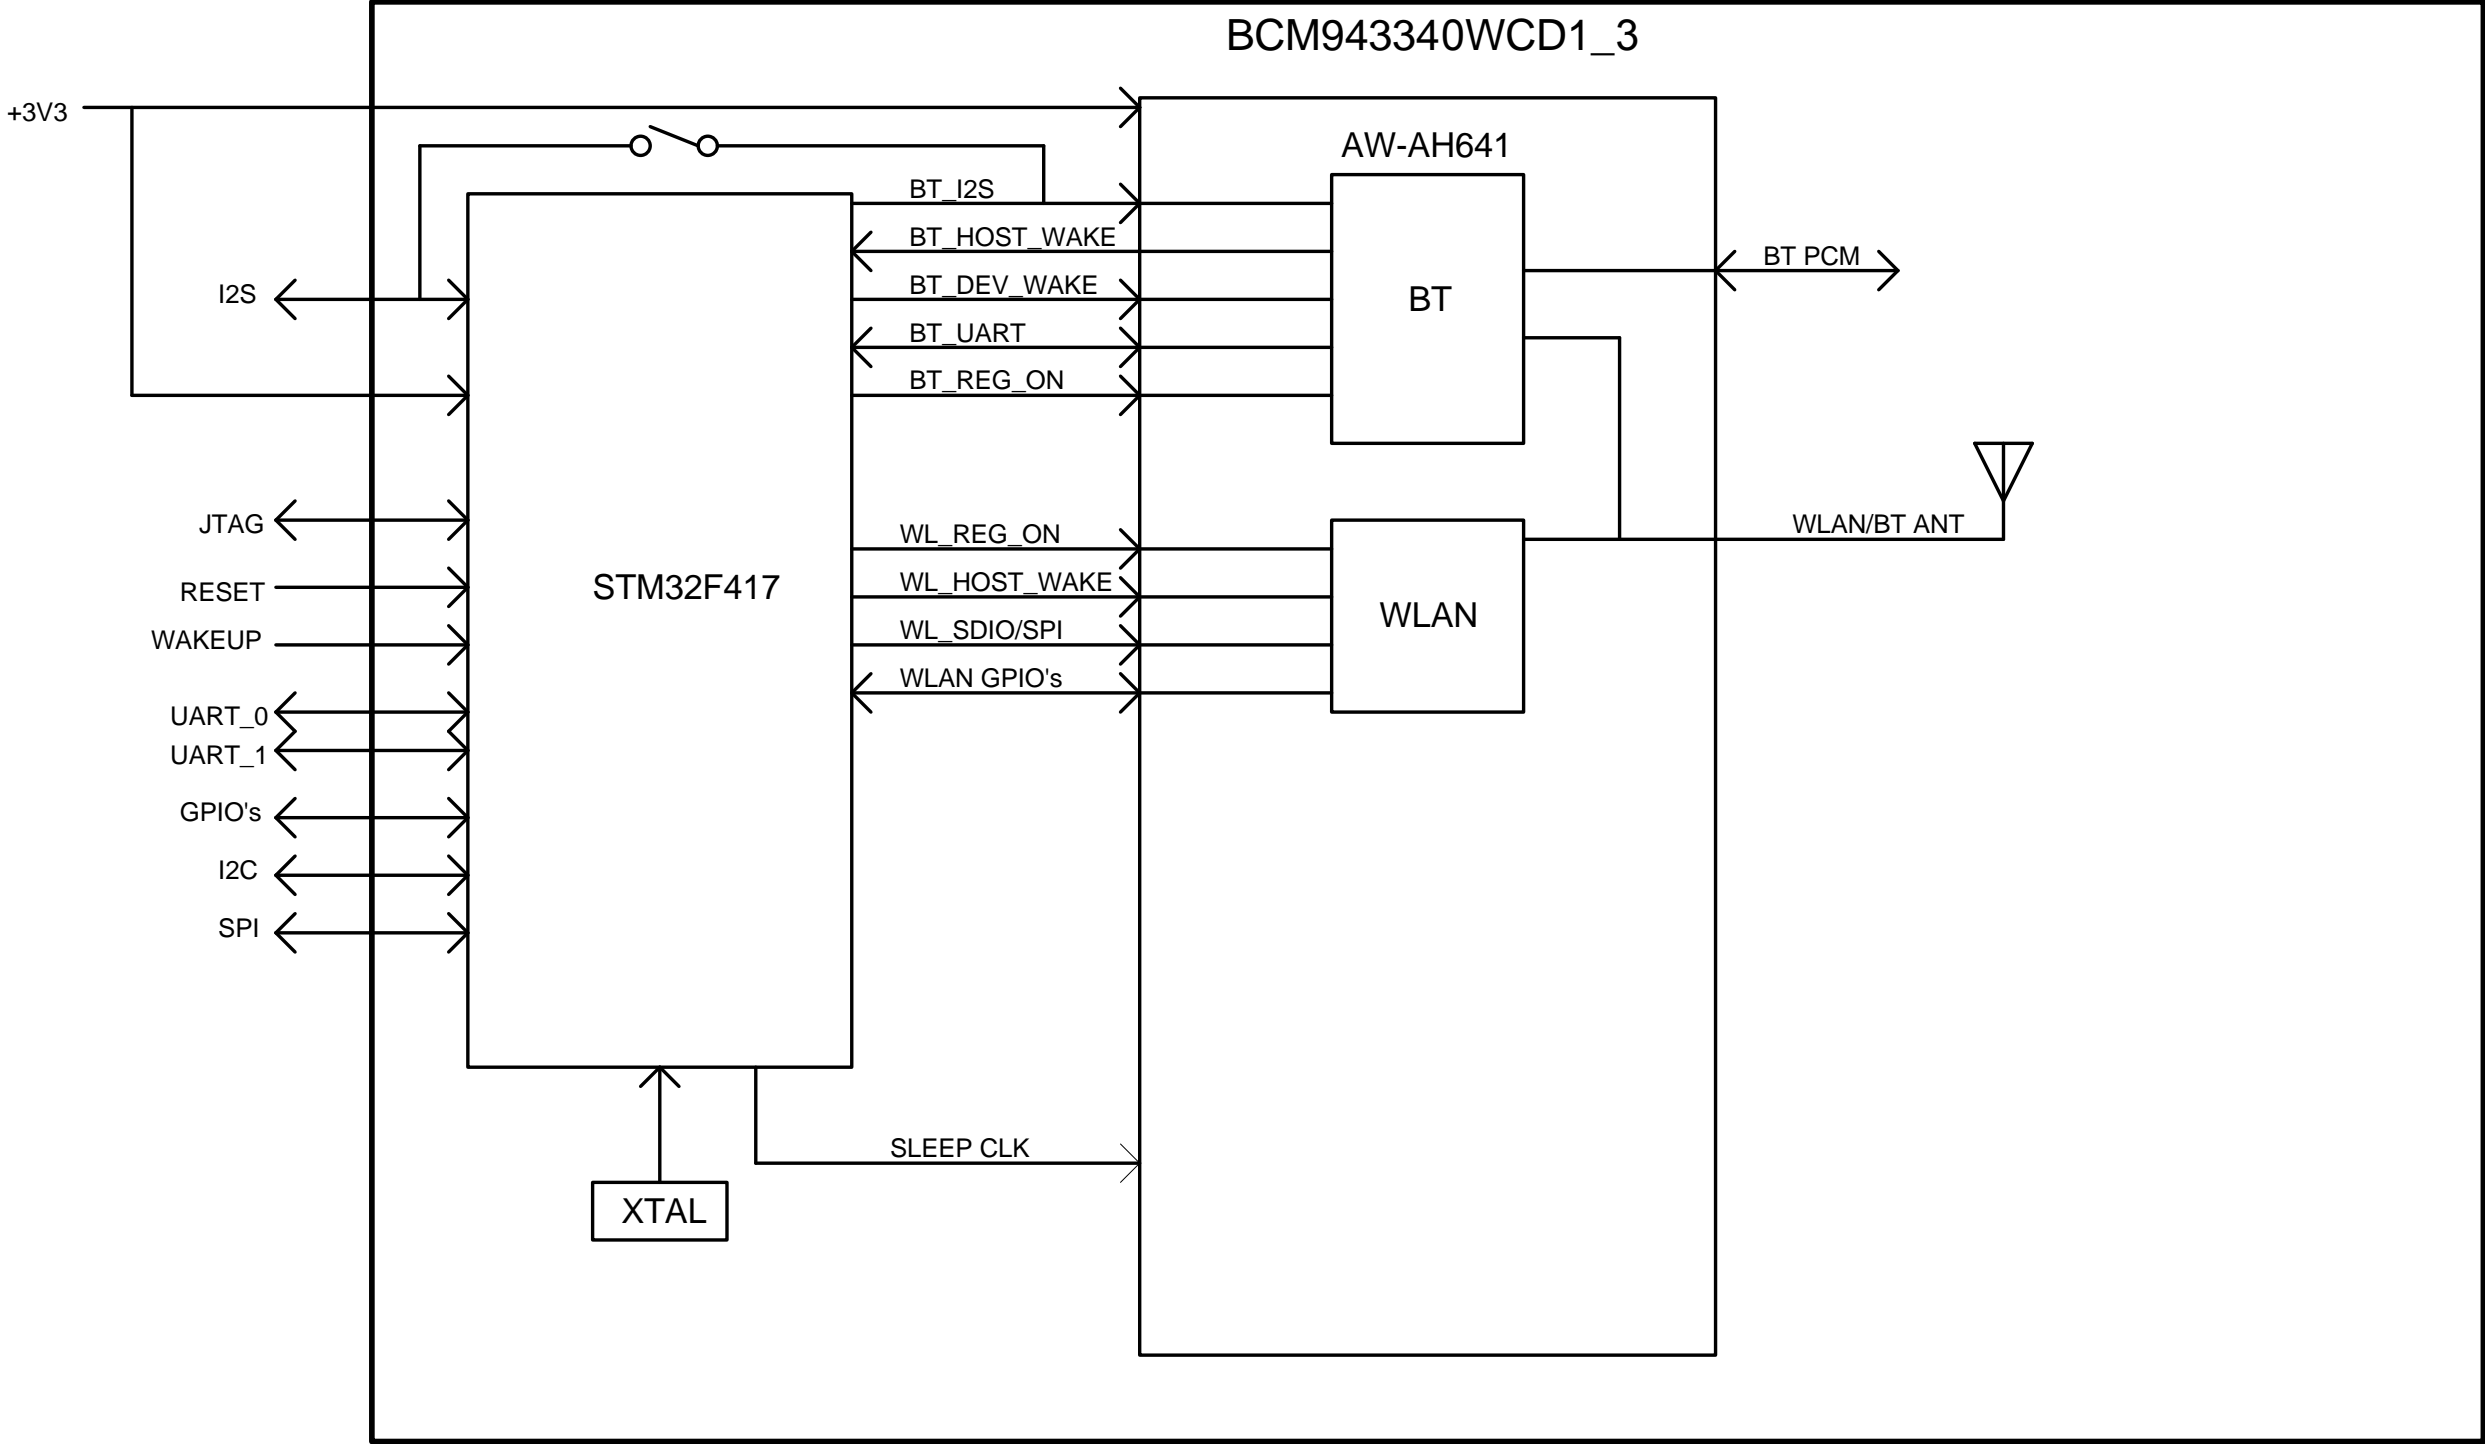 BCM943340WCD1_3
+3V3
AW-AH641
BT_I2S
BT_HOST_WAKE
BT PCM
BT_DEV_WAKE
I2S
BT
BT_UART
BT_REG_ON
JTAG
WLAN/BT ANT
WL_REG_ON
RESET
STM32F417
WL_HOST_WAKE
WLAN
WAKEUP
WL_SDIO/SPI
WLAN GPIO's
UART_0
UART_1
GPIO's
I2C
SPI
SLEEP CLK
XTAL